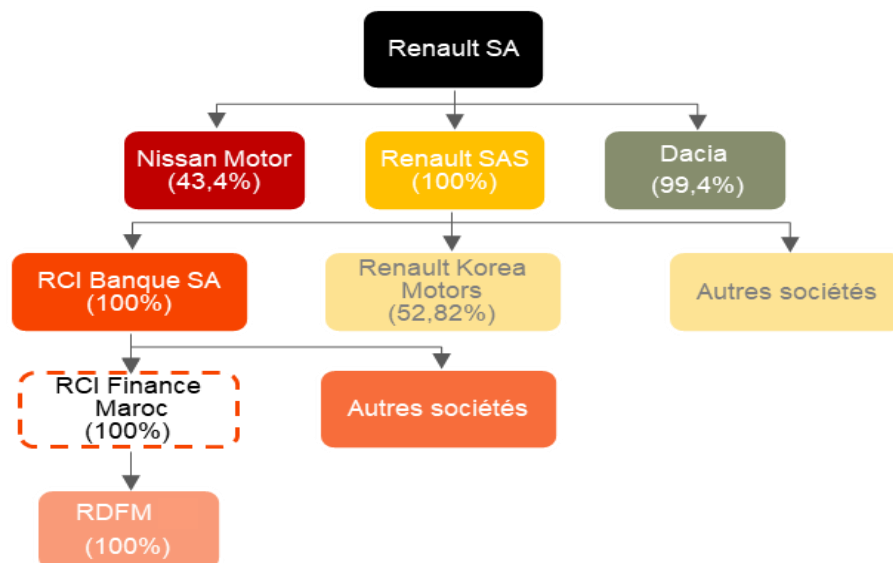 Renault SA
Nissan Motor
(43,4%)
Renault SAS
(100%)
Dacia
(99,4%)
RCI Banque SA
(100%)
Renault Korea
Motors
(52,82%)
Autres sociétés
RCI Finance
Maroc
(100%)
Autres sociétés
RDFM
(100%)